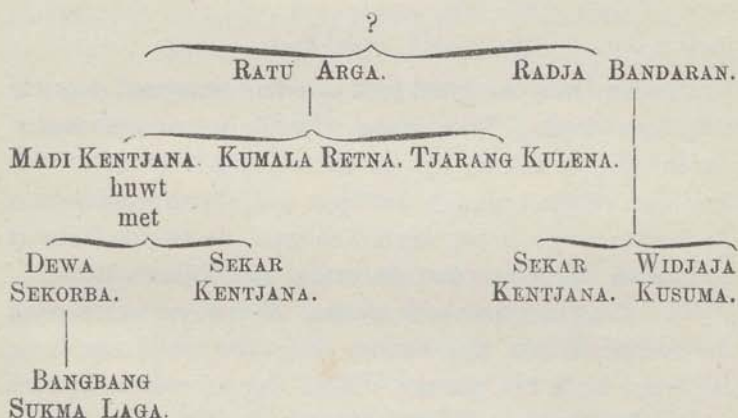 ?
RATU ARGA. RADJA BANDARAN.
MADI KENTJANA. KUMALA RETNA. TJARANG KULENA.
huwt
met
DEWA SEKAR SEKAR WIDJAJA
SEKORBA. KENTJANA. KENTJANA. KUSUMA.
BANGBANG
SUKMA LAGA.